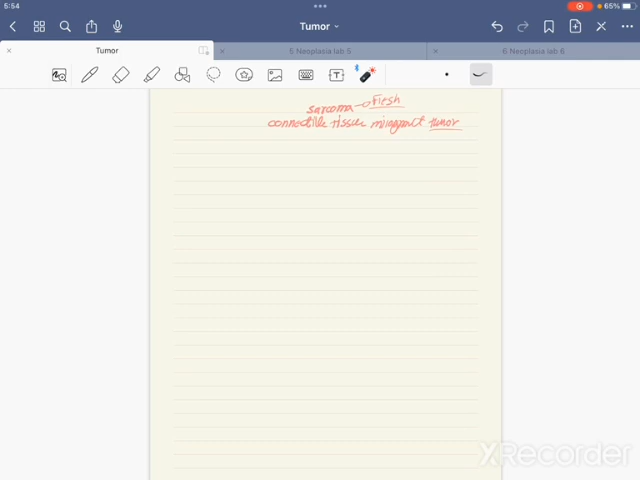 5:54
65%
Tumor
Tumor
5 Neoplasia lab 5
6 Neoplasia lab 6
sarcoma Flesh
connective tissue tumor
XRecorder